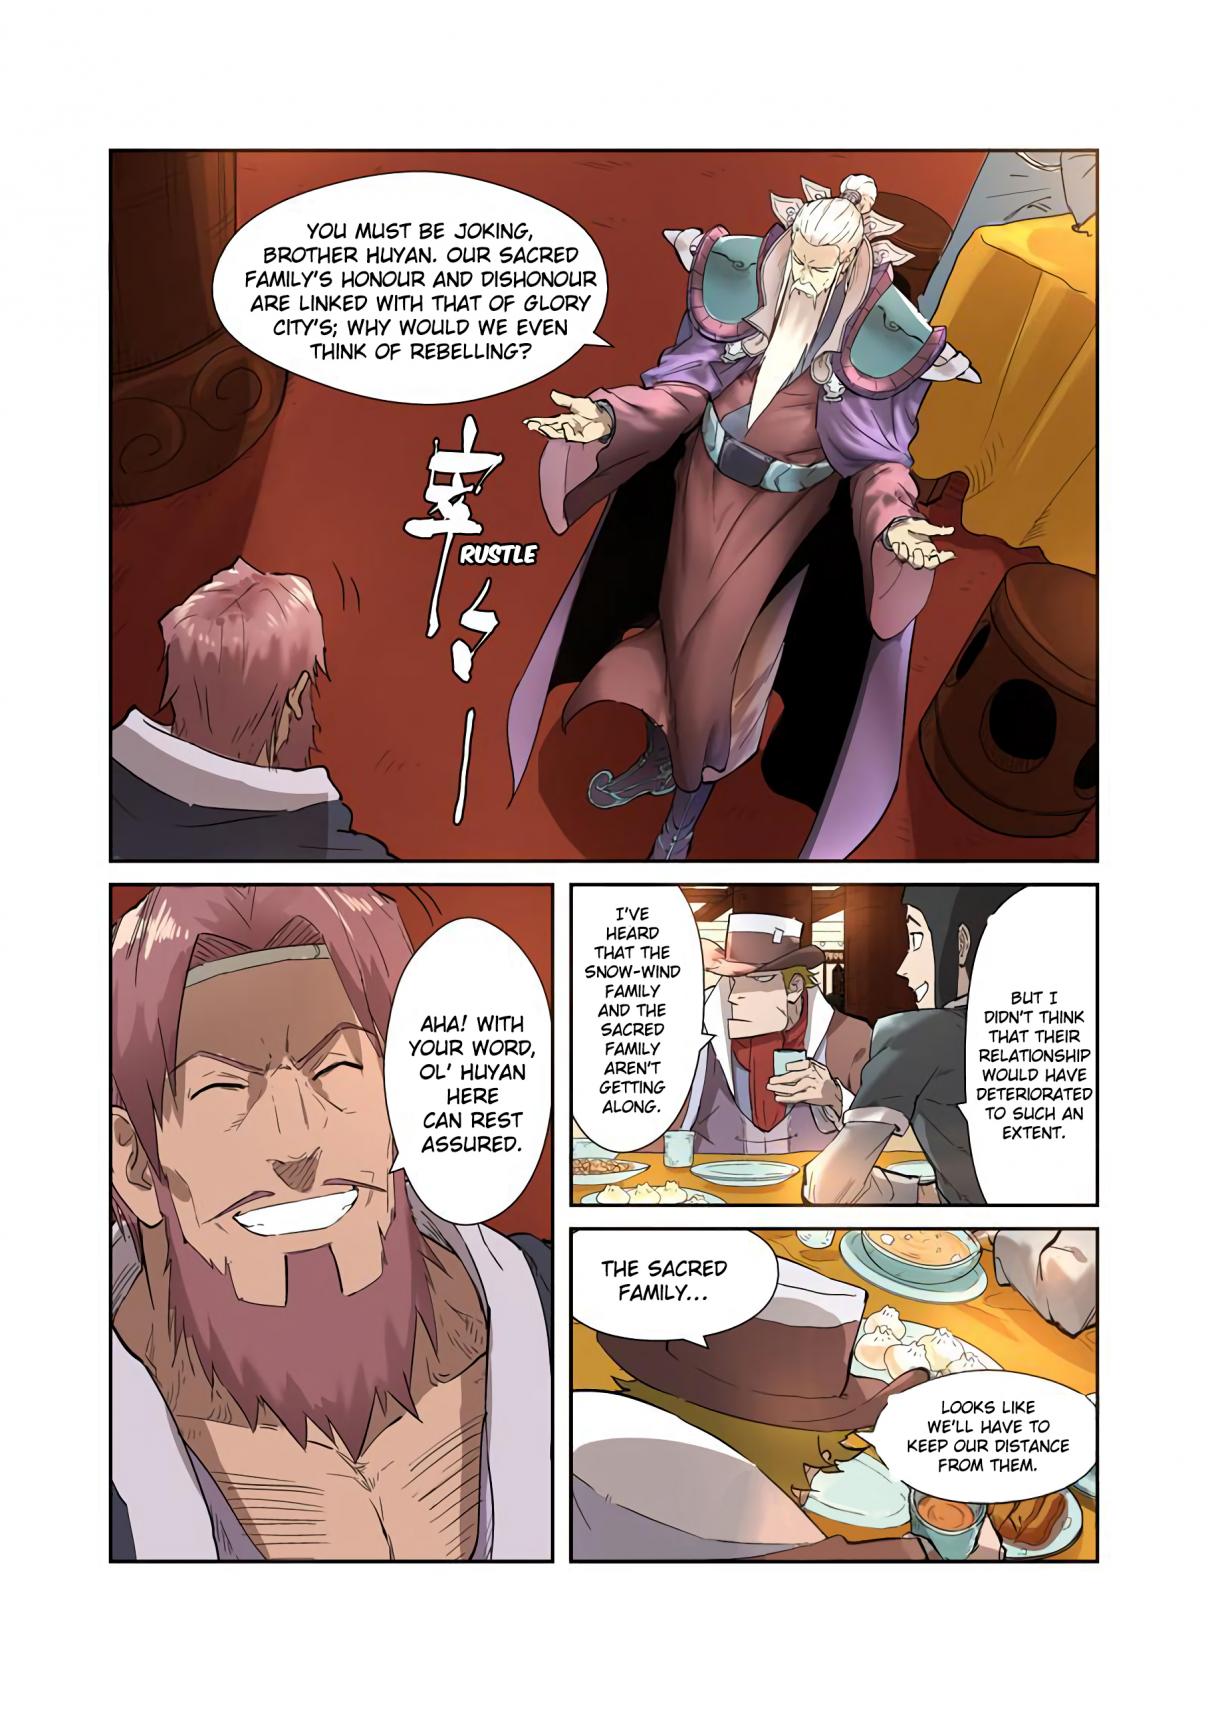 YOU MUST BE JOKING,
BROTHER HUYAN. OUR SACRED
FAMILY'S HONOUR AND DISHONOUR
ARE LINKED WITH THAT OF GLORY
CITY'S; WHY WOULD WE EVEN
THINK OF REBELLING?
RUSTLE
AHA! WITH
YOUR WORD,
OL' HUYAN
HERE
CAN REST
ASSURED.
I'VE
HEARD
THAT THE
SNOW-WIND
FAMILY
AND THE
SACRED
FAMILY
AREN'T
GETTING
ALONG.
BUT I
DIDN'T THINK
THAT THEIR
RELATIONSHIP
WOULD HAVE
DETERIORATED
TO SUCH AN
EXTENT.
THE SACRED
FAMILY...
LOOKS LIKE
WE'LL HAVE TO
KEEP OUR DISTANCE
FROM THEM.